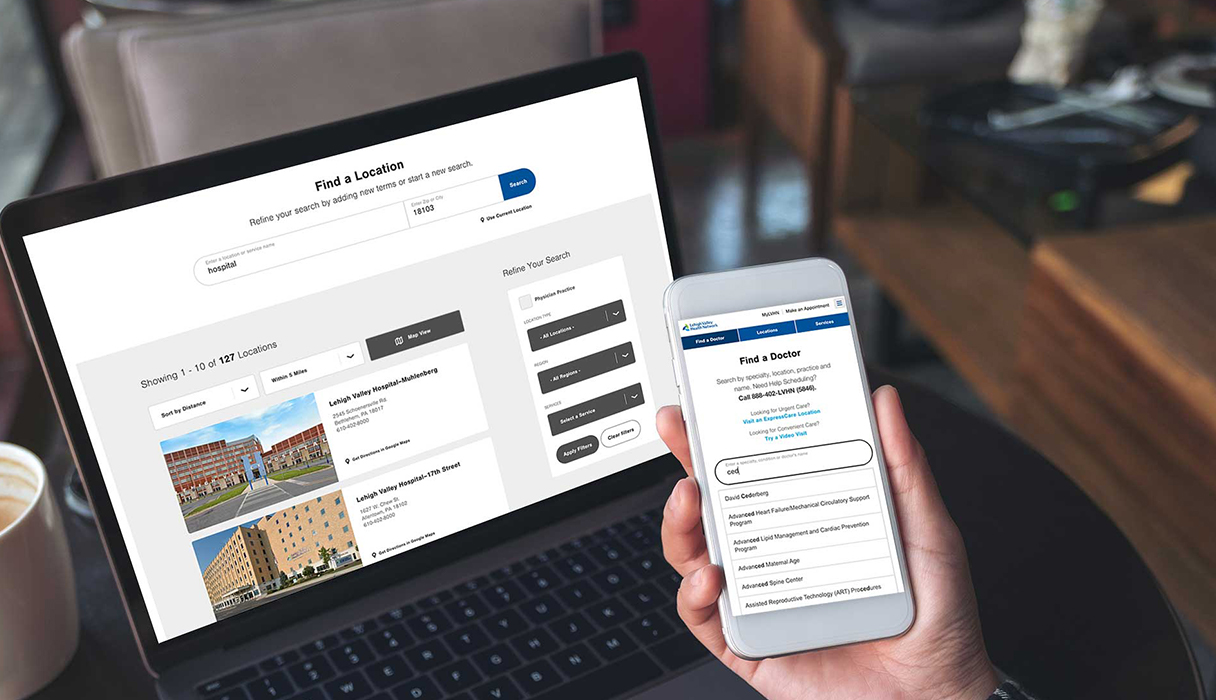 Find a Location
Refine your search by adding new terms or start a new search.
Enter a location or service name
hospital
Enter Zip or City
18103
Search
Use Current Location
Showing 1 - 10 of 127 Locations
Sort by Distance
Within 5 Miles
Map View
Lehigh Valley Hospital–Muhlenberg
2545 Schoenersville Rd.
Bethlehem, PA 18017
610-402-8000
Get Directions in Google Maps
Lehigh Valley Hospital–17th Street
1627 W. Chew St.
Allentown, PA 18102
610-402-8000
Get Directions in Google Maps
Refine Your Search
Physician Practice
LOCATION TYPE
- All Locations -
REGION
- All Regions -
SERVICES
Select a Service
Apply Filters
Clear Filters
Lehigh Valley
Health Network
MyLVHN
Make an Appointment
Find a Doctor
Locations
Services
Find a Doctor
Search by specialty, location, practice and
name. Need Help Scheduling?
Call 888-402-LVHN (5846).
Looking for Urgent Care?
Visit an ExpressCare Location
Looking for Convenient Care?
Try a Video Visit
Enter a specialty, condition or doctor's name
ced
David Cederberg
Advanced Heart Failure/Mechanical Circulatory Support
Program
Advanced Lipid Management and Cardiac Prevention
Program
Advanced Maternal Age
Advanced Spine Center
Assisted Reproductive Technology (ART) Procedures